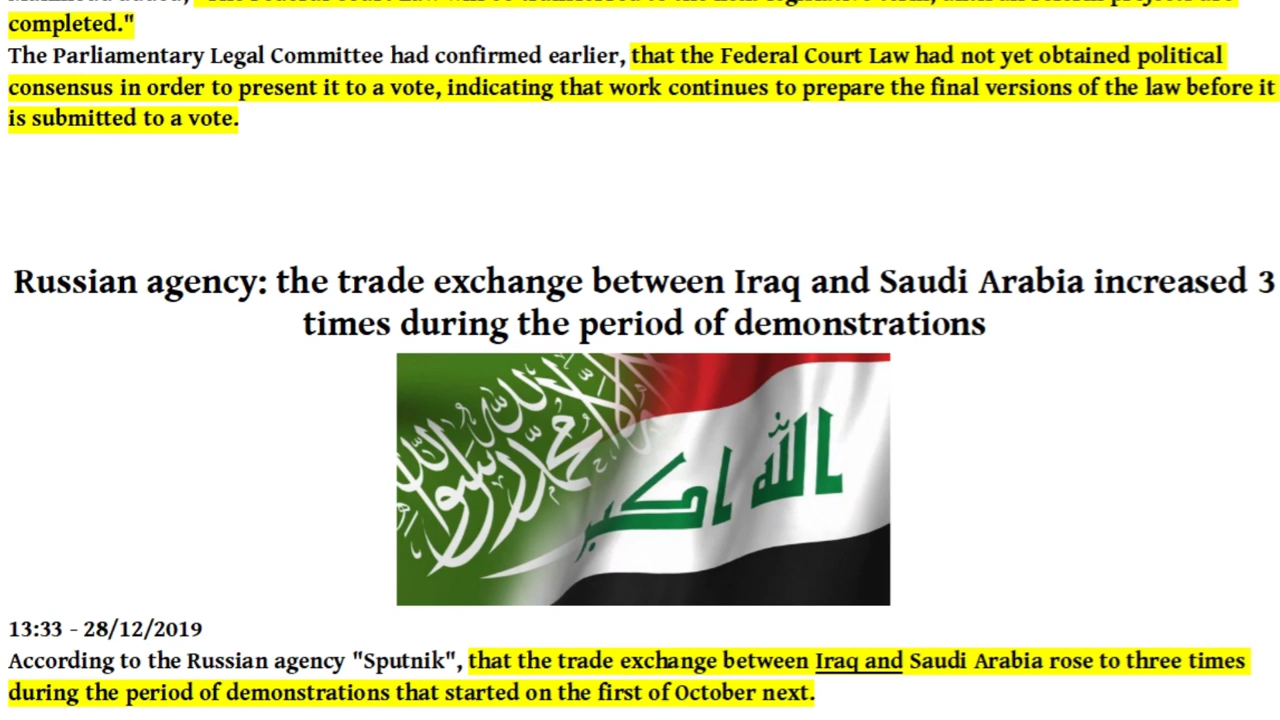 completed."
The Parliamentary Legal Committee had confirmed earlier, that the Federal Court Law had not yet obtained political
consensus in order to present it to a vote, indicating that work continues to prepare the final versions of the law before it
is submitted to a vote.
Russian agency: the trade exchange between Iraq and Saudi Arabia increased 3
times during the period of demonstrations
الله اكبر
13:33 - 28/12/2019
According to the Russian agency "Sputnik", that the trade exchange between Iraq and Saudi Arabia rose to three times
during the period of demonstrations that started on the first of October next.